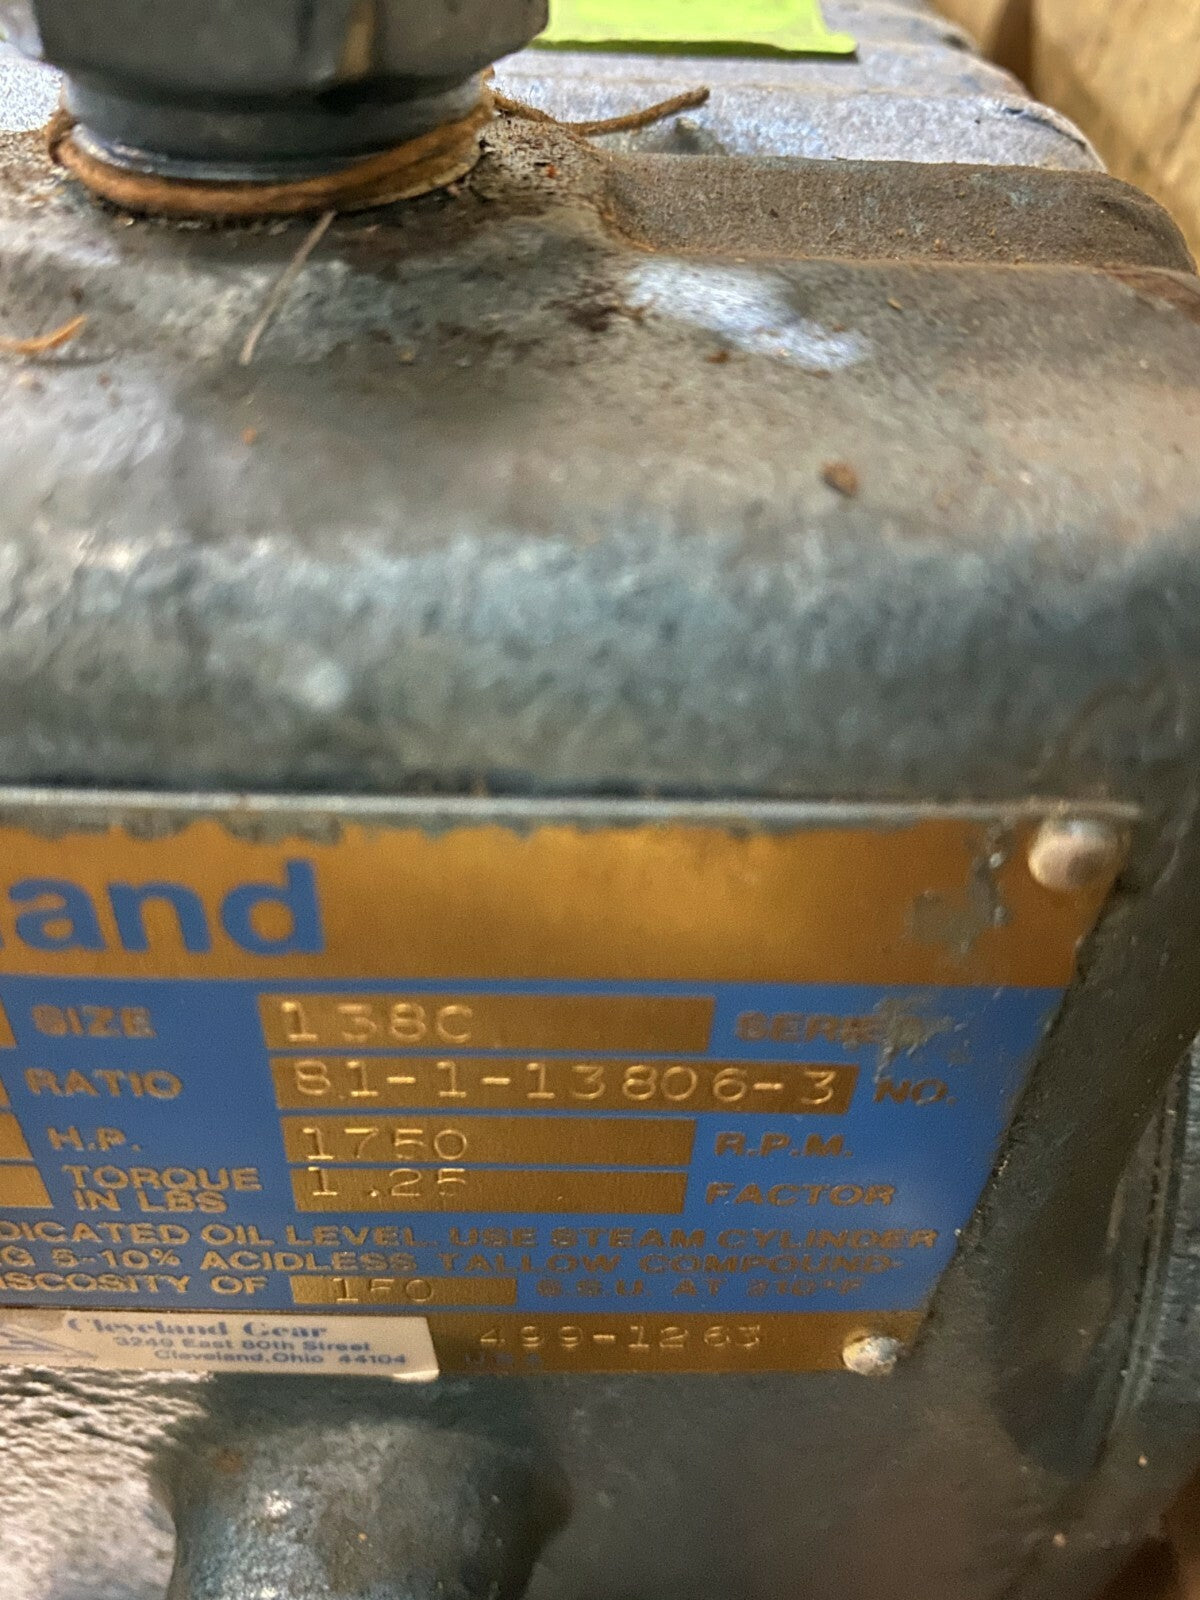 land
SIZE 138C SERIES
RATIO 81-1-13806-3 NO.
H.P. 1750 R.P.M.
TORQUE IN LBS 1.25 FACTOR
DICATED OIL LEVEL. USE STEAM CYLINDER
G 5-10% ACIDLESS TALLOW COMPOUND-
ISCOSITY OF 150 S.S.U. AT 210°F
Cleveland Gear
3249 East 80th Street
Cleveland, Ohio 44104
499-1263